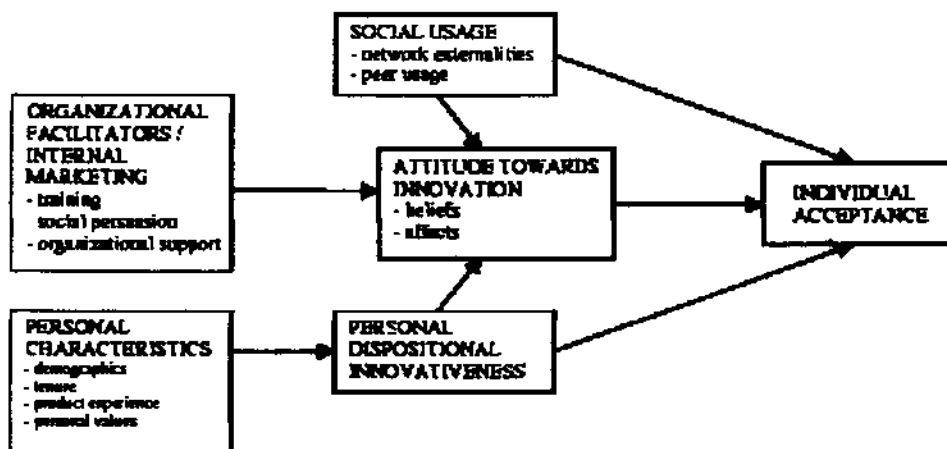 SOCIAL USAGE
- network externalities
- peer usage
ORGANIZATIONAL
FACILITATORS /
INTERNAL
MARKETING
- training
social persuasion
- organizational support
ATTITUDE TOWARDS
INNOVATION
- beliefs
- affects
INDIVIDUAL
ACCEPTANCE
PERSONAL
CHARACTERISTICS
- demographics
- tenure
- product experience
- personal values
PERSONAL
DISPOSITIONAL
INNOVATIVENESS